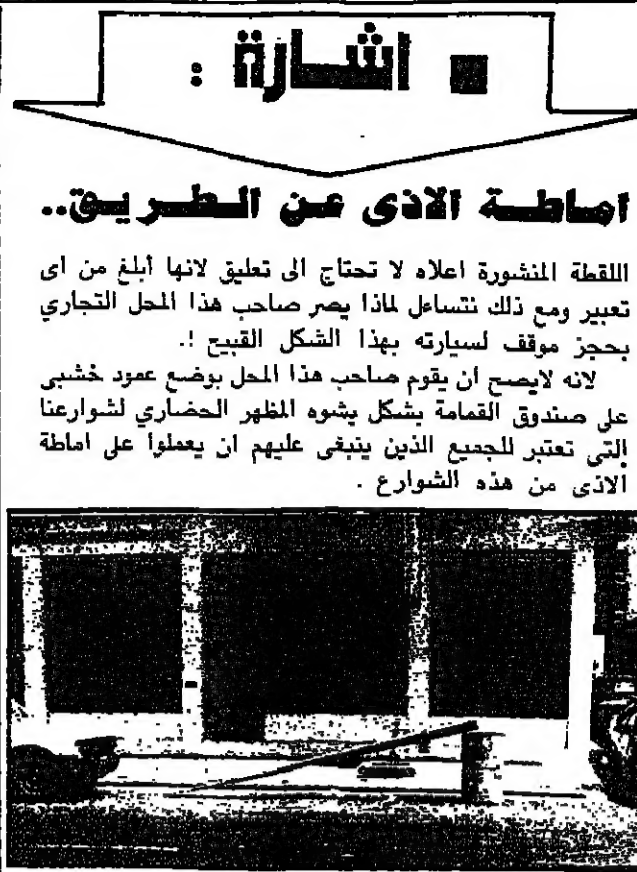 ■ اشارة :
اماطة الاذى عن الطريق..
اللقطة المنشورة اعلاه لا تحتاج الى تعليق لانها أبلغ من اى
تعبير ومع ذلك نتساءل لماذا يصر صاحب هذا المحل التجاري
بحجز موقف لسيارته بهذا الشكل القبيح !.
لانه لايصح أن يقوم صاحب هذا المحل بوضع عمود خشبى
على صندوق القمامة بشكل يشوه المظهر الحضاري لشوارعنا
التي تعتبر للجميع الذين ينبغى عليهم ان يعملوا على اماطة
الاذى من هذه الشوارع .